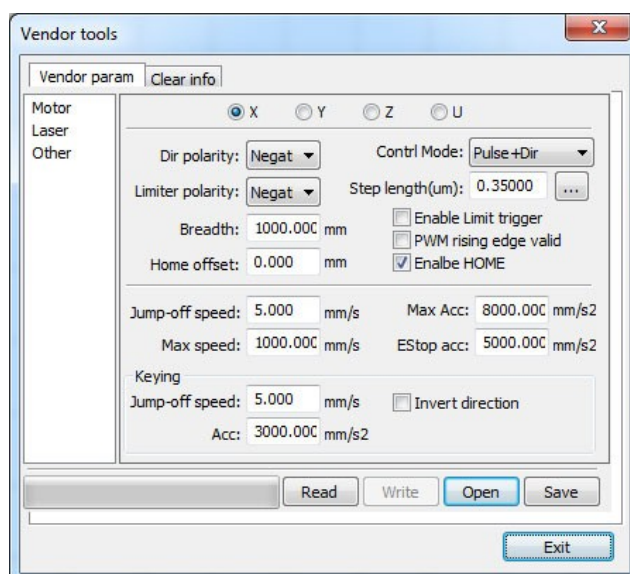 Vendor tools
Vendor param Clear info
Motor
Laser
Other
X Y Z U
Dir polarity: Negat Contrl Mode: Pulse+Dir
Limiter polarity: Negat Step length(um): 0.35000 ...
Breadth: 1000.000 mm Enable Limit trigger
PWM rising edge valid
Home offset: 0.000 mm Enalbe HOME
Jump-off speed: 5.000 mm/s Max Acc: 8000.000 mm/s2
Max speed: 1000.000 mm/s EStop acc: 5000.000 mm/s2
Keying
Jump-off speed: 5.000 mm/s Invert direction
Acc: 3000.000 mm/s2
Read Write Open Save
Exit